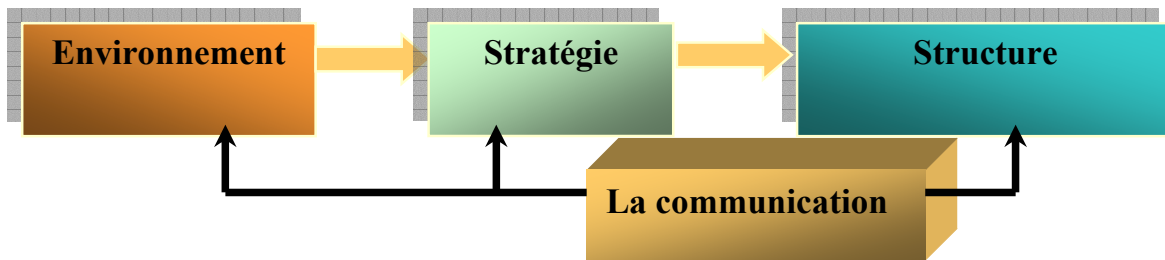 Environnement
Stratégie
Structure
La communication